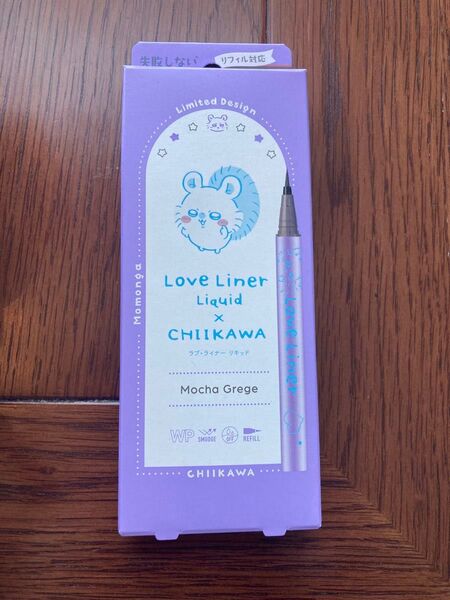 失敗しない
リフィル対応
Limited Design
Momonga
Love Liner
Liquid
×
CHIIKAWA
ラブ・ライナー リキッド
Mocha Grege
WP
SMUDGE
OFF
REFILL
CHIIKAWA
Love Liner